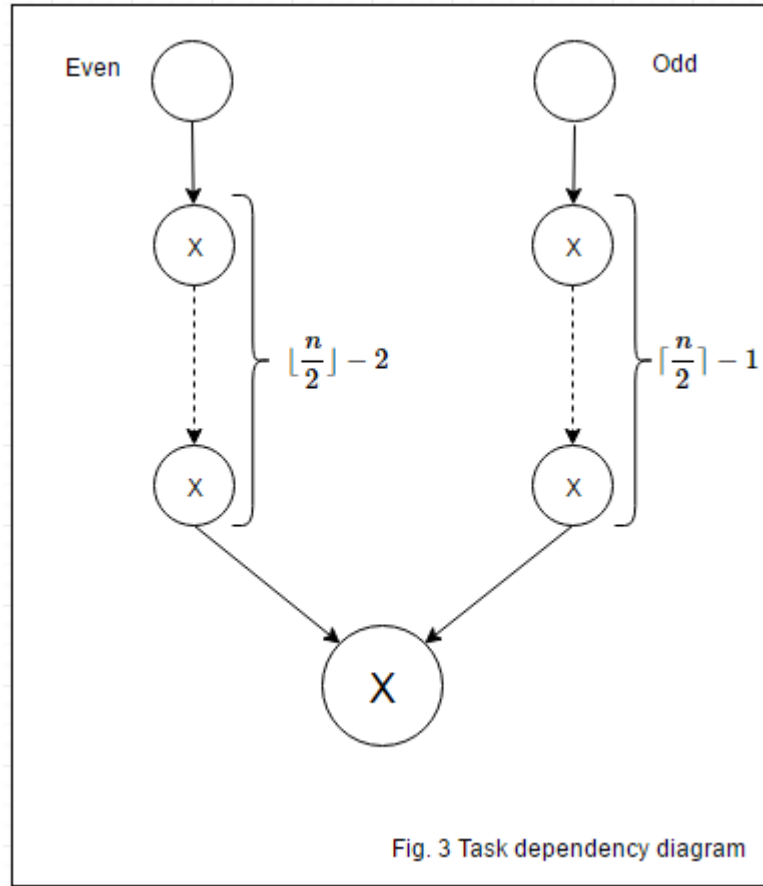 Even
Odd
X
X
⌊n/2⌋ − 2
⌈n/2⌉ − 1
X
X
X
Fig. 3 Task dependency diagram